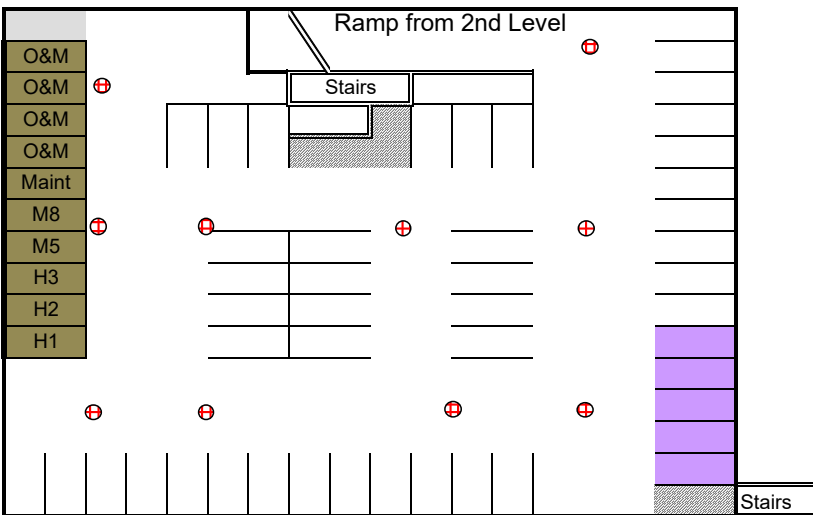 Ramp from 2nd Level
O&M
O&M
Stairs
O&M
O&M
Maint
M8
M5
H3
H2
H1
Stairs